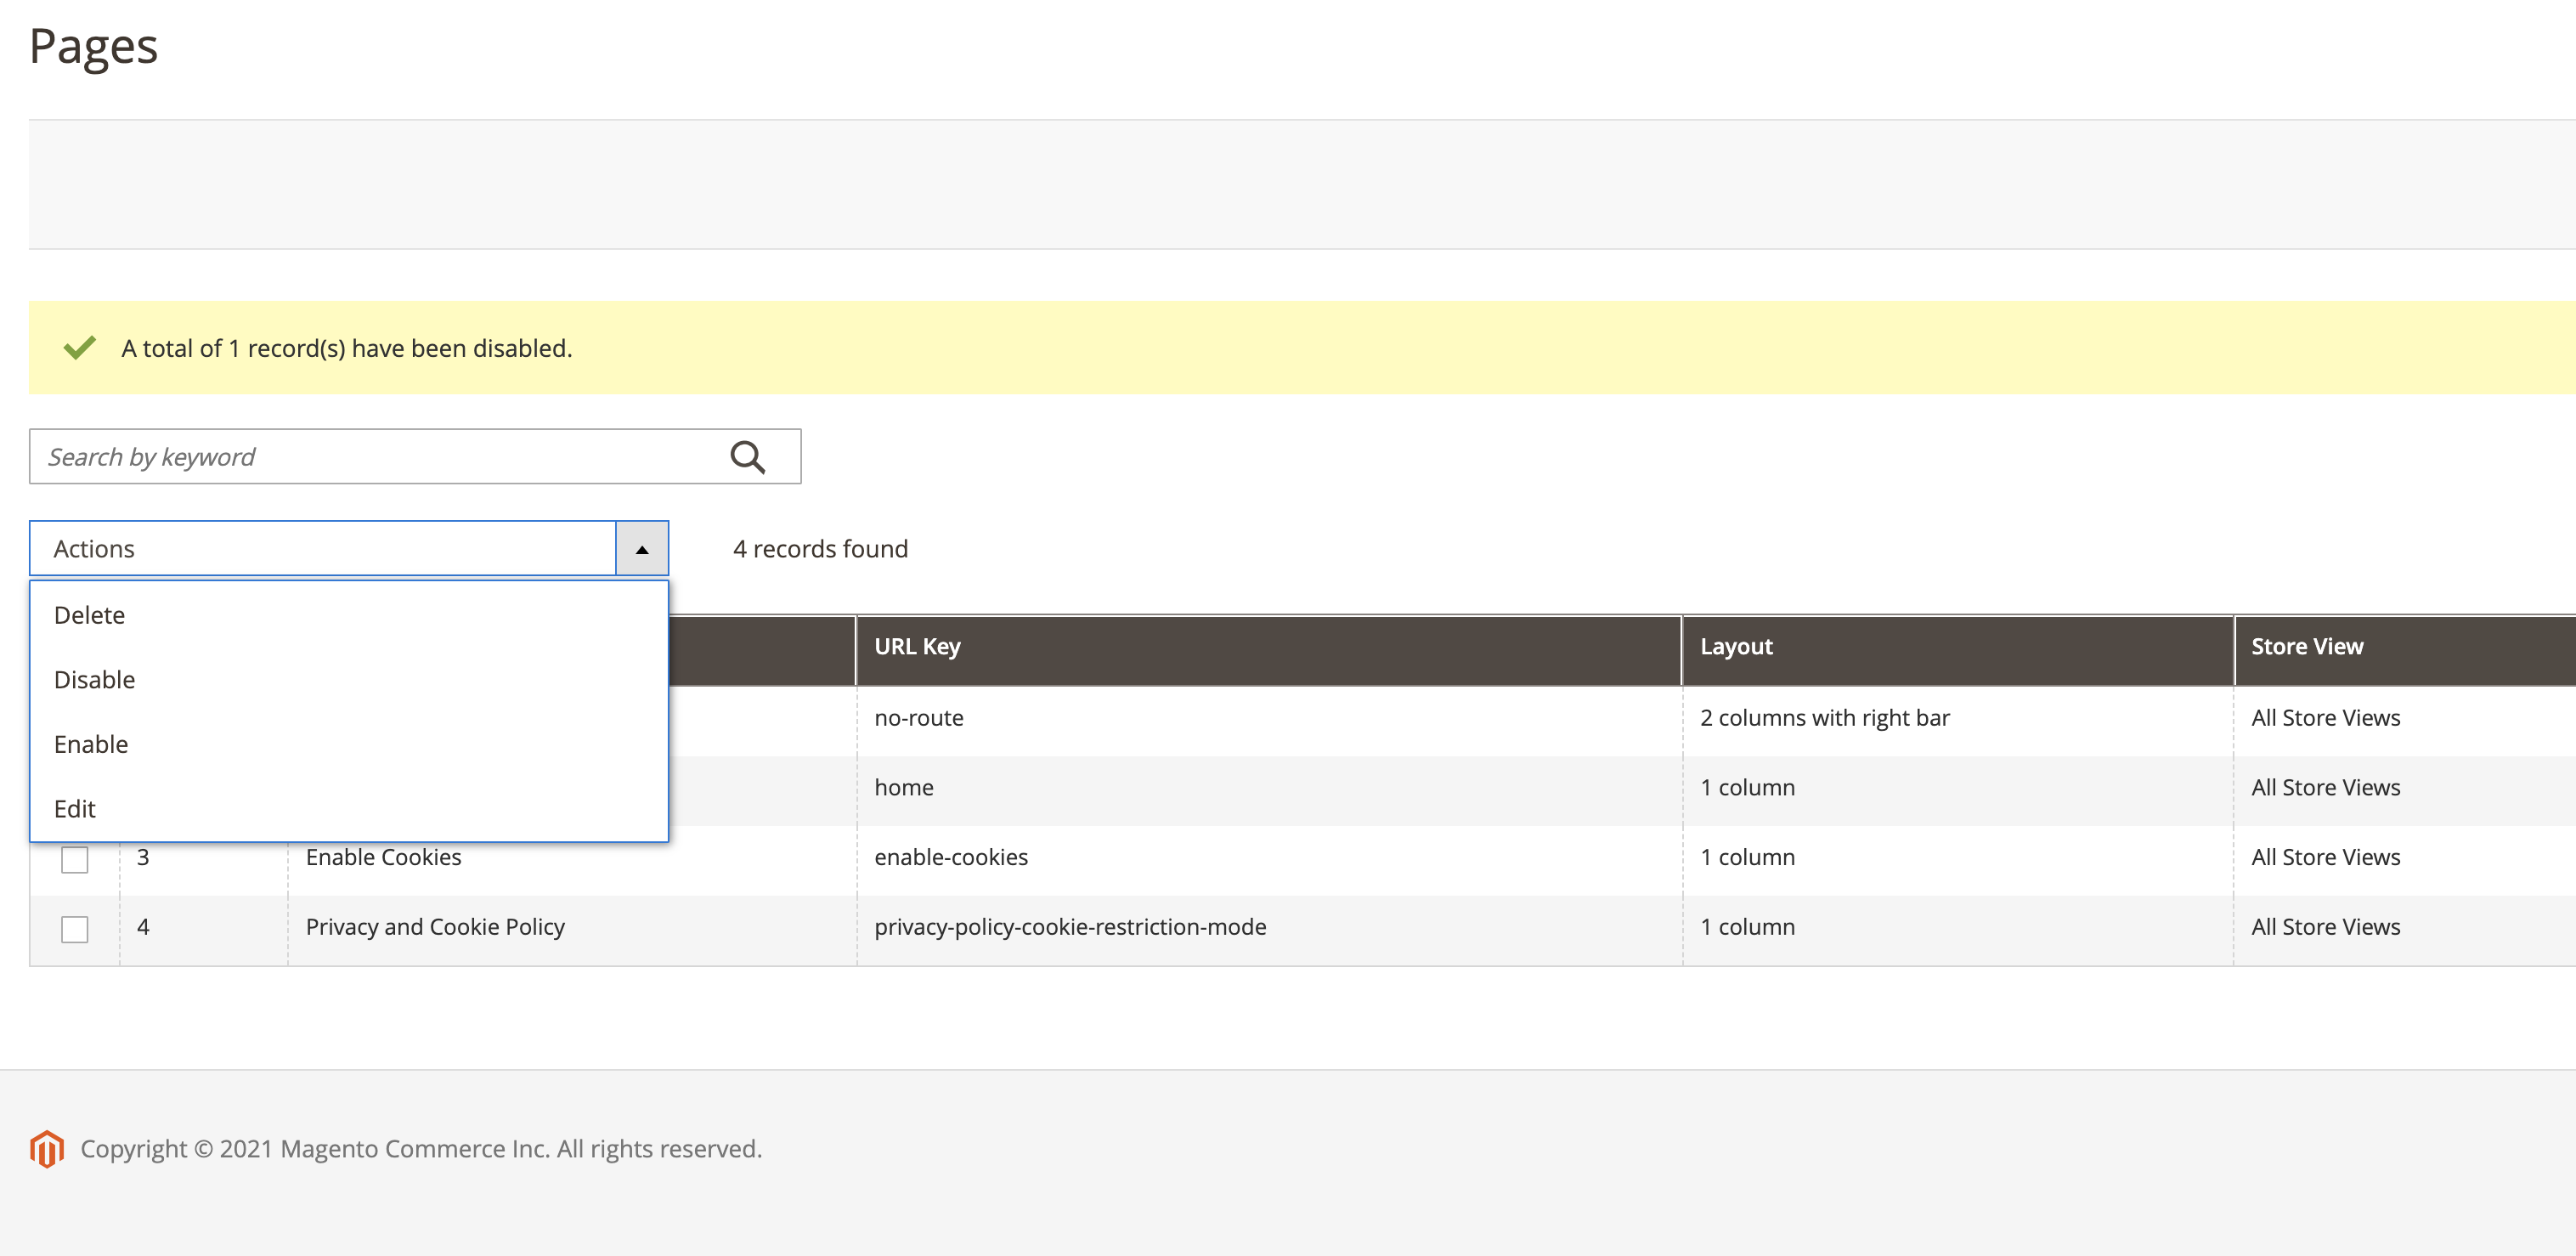 Pages
A total of 1 record(s) have been disabled.
Search by keyword
Actions
4 records found
Delete
Disable
Enable
Edit
URL Key Layout Store View
no-route 2 columns with right bar All Store Views
home 1 column All Store Views
3 Enable Cookies enable-cookies 1 column All Store Views
4 Privacy and Cookie Policy privacy-policy-cookie-restriction-mode 1 column All Store Views
Copyright © 2021 Magento Commerce Inc. All rights reserved.